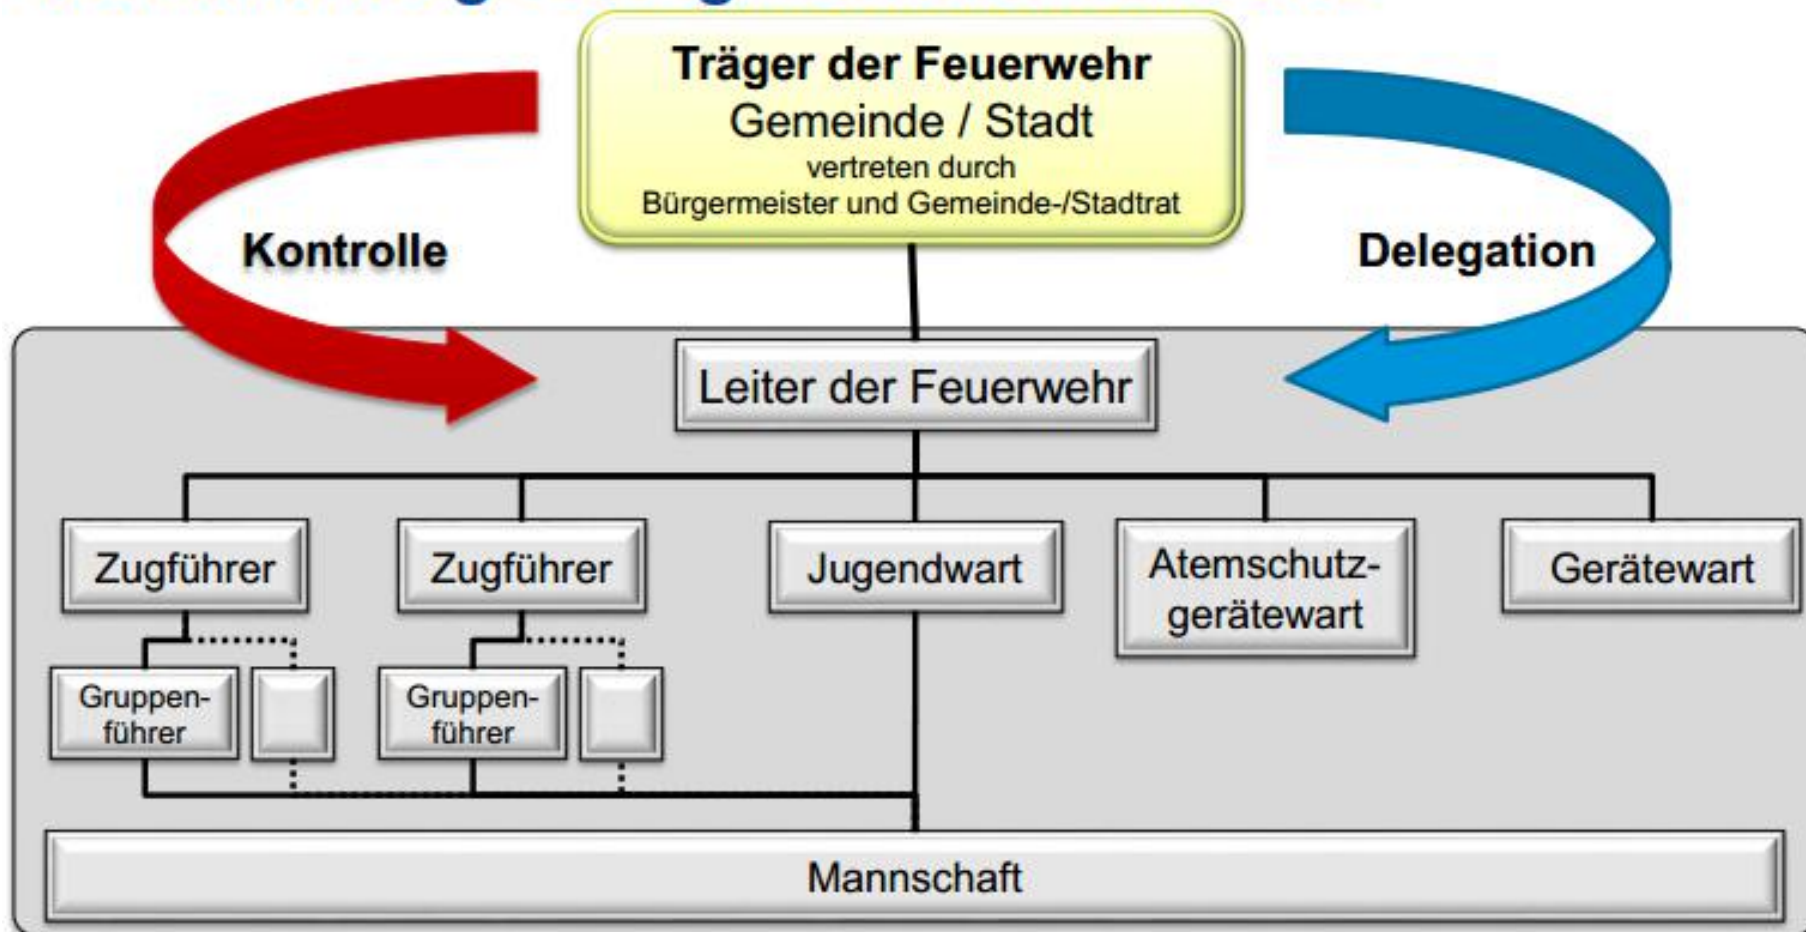 Träger der Feuerwehr
Gemeinde / Stadt
vertreten durch
Bürgermeister und Gemeinde-/Stadtrat
Kontrolle
Delegation
Leiter der Feuerwehr
Zugführer
Zugführer
Jugendwart
Atemschutz-
gerätewart
Gerätewart
Gruppen-
führer
Gruppen-
führer
Mannschaft